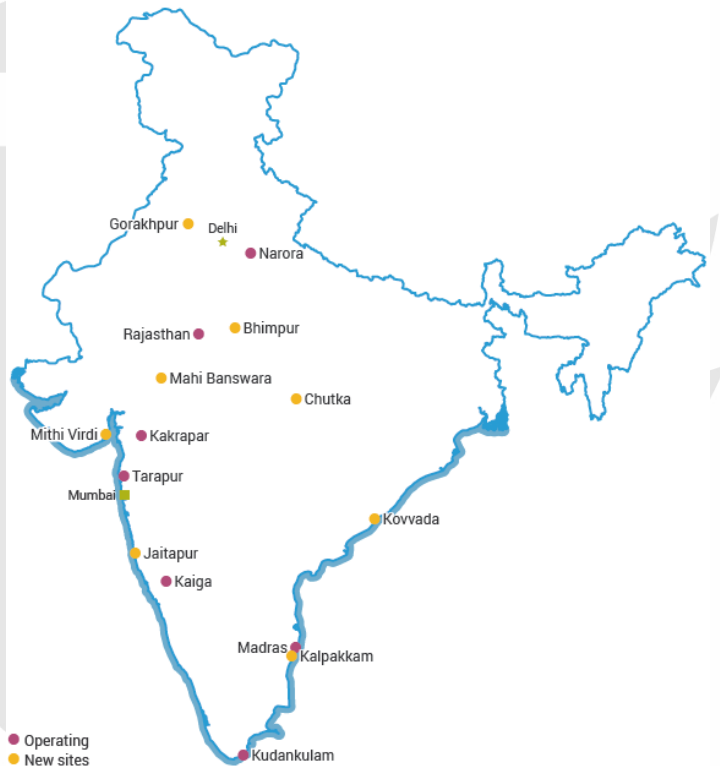 Gorakhpur
Delhi
Narora
Bhimpur
Rajasthan
Mahi Banswara
Chutka
Mithi Virdi
Kakrapar
Tarapur
Mumbai
Kovvada
Jaitapur
Kaiga
Madras
Kalpakkam
Operating
Kudankulam
New sites